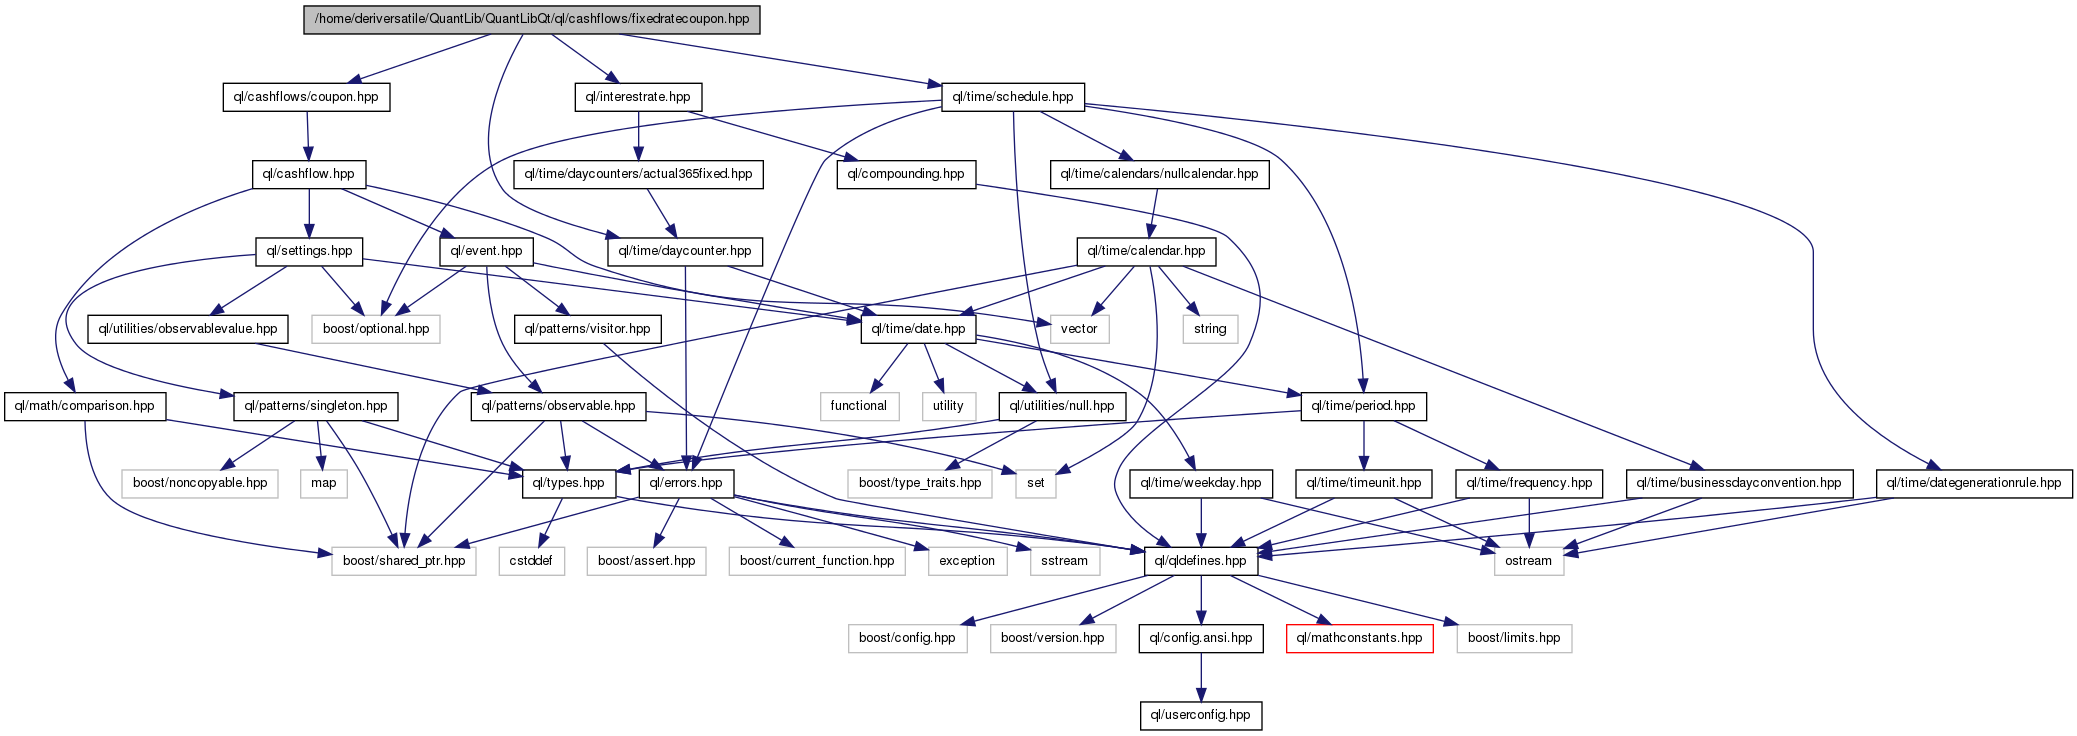 /home/deriversatile/QuantLib/QuantLibQt/ql/cashflows/fixedratecoupon.hpp
ql/cashflows/coupon.hpp
ql/interestrate.hpp
ql/time/schedule.hpp
ql/cashflow.hpp
ql/time/daycounters/actual365fixed.hpp
ql/compounding.hpp
ql/time/calendars/nullcalendar.hpp
ql/settings.hpp
ql/event.hpp
ql/time/daycounter.hpp
ql/time/calendar.hpp
ql/utilities/observablevalue.hpp
boost/optional.hpp
ql/patterns/visitor.hpp
ql/time/date.hpp
vector
string
ql/math/comparison.hpp
ql/patterns/singleton.hpp
ql/patterns/observable.hpp
functional
utility
ql/utilities/null.hpp
ql/time/period.hpp
boost/noncopyable.hpp
map
ql/types.hpp
ql/errors.hpp
boost/type_traits.hpp
set
ql/time/weekday.hpp
ql/time/timeunit.hpp
ql/time/frequency.hpp
ql/time/businessdayconvention.hpp
ql/time/dategenerationrule.hpp
boost/shared_ptr.hpp
cstddef
boost/assert.hpp
boost/current_function.hpp
exception
sstream
ql/qldefines.hpp
ostream
boost/config.hpp
boost/version.hpp
ql/config.ansi.hpp
ql/mathconstants.hpp
boost/limits.hpp
ql/userconfig.hpp